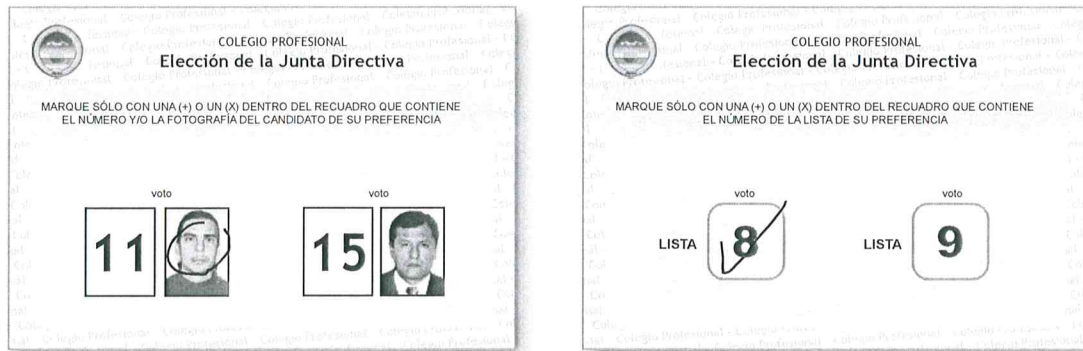 COLEGIO PROFESIONAL
Elección de la Junta Directiva
MARQUE SÓLO CON UNA (+) O UN (X) DENTRO DEL RECUADRO QUE CONTIENE
EL NÚMERO Y/O LA FOTOGRAFÍA DEL CANDIDATO DE SU PREFERENCIA
voto
voto
11
15
COLEGIO PROFESIONAL
Elección de la Junta Directiva
MARQUE SÓLO CON UNA (+) O UN (X) DENTRO DEL RECUADRO QUE CONTIENE
EL NÚMERO DE LA LISTA DE SU PREFERENCIA
voto
voto
LISTA 8
LISTA 9